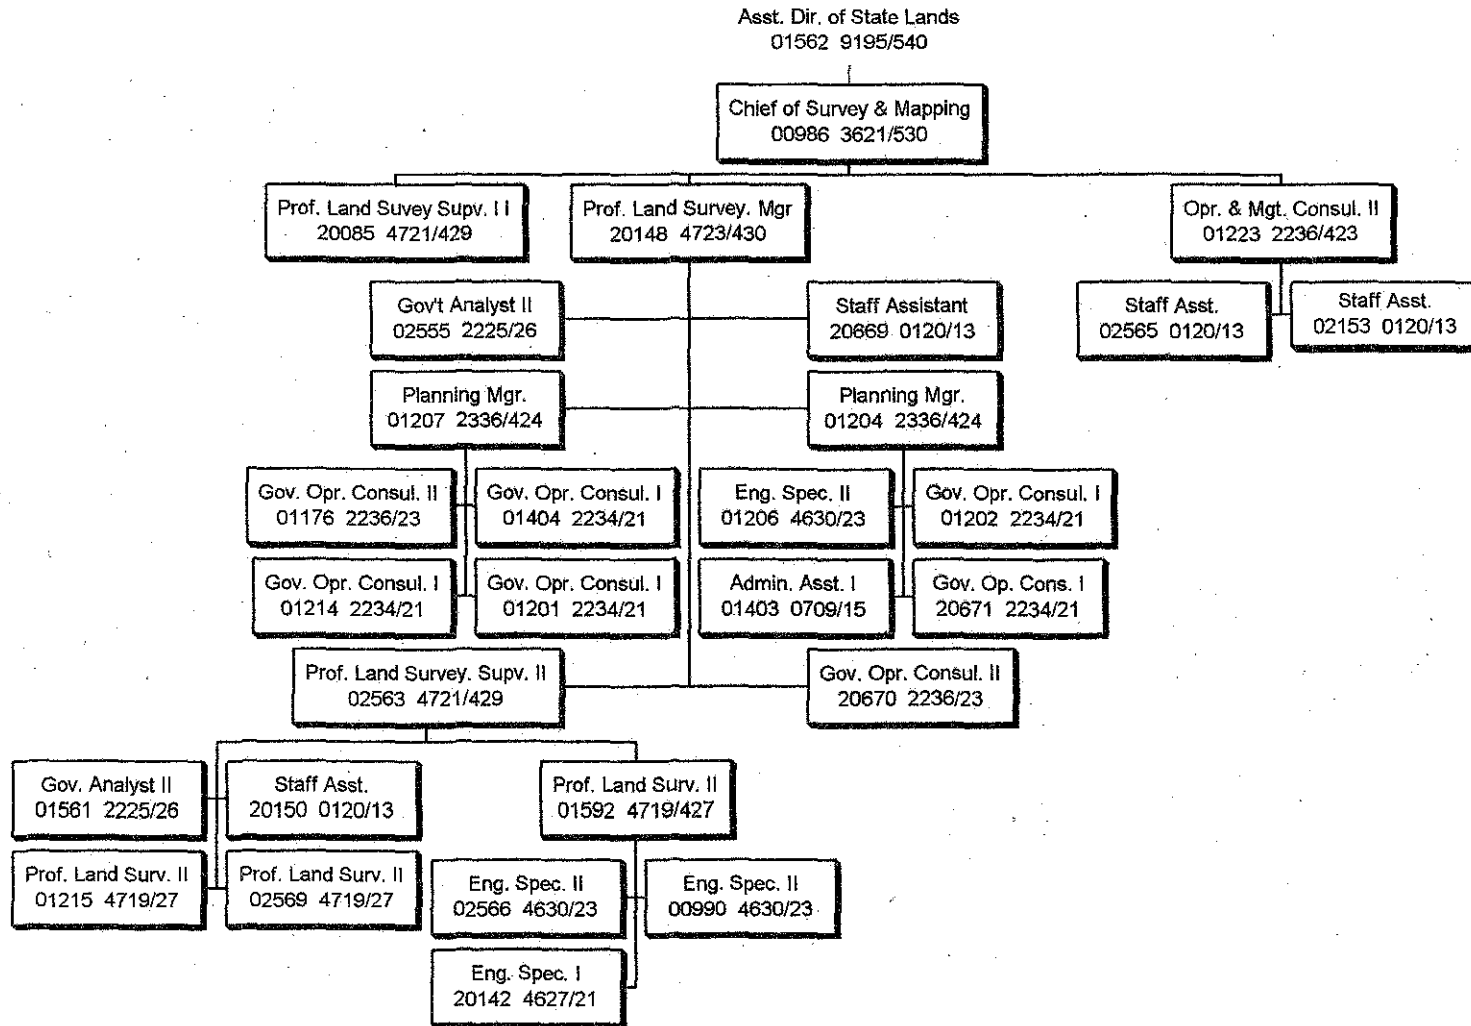 Asst. Dir. of State Lands
01562 9195/540
Chief of Survey & Mapping
00986 3621/530
Prof. Land Suvey Supv. I I
20085 4721/429
Prof. Land Survey. Mgr
20148 4723/430
Opr. & Mgt. Consul. II
01223 2236/423
Gov't Analyst II
02555 2225/26
Staff Assistant
20669 0120/13
Staff Asst.
02565 0120/13
Staff Asst.
02153 0120/13
Planning Mgr.
01207 2336/424
Planning Mgr.
01204 2336/424
Gov. Opr. Consul. II
01176 2236/23
Gov. Opr. Consul. I
01404 2234/21
Eng. Spec. II
01206 4630/23
Gov. Opr. Consul. I
01202 2234/21
Gov. Opr. Consul. I
01214 2234/21
Gov. Opr. Consul. I
01201 2234/21
Admin. Asst. I
01403 0709/15
Gov. Op. Cons. I
20671 2234/21
Prof. Land Survey. Supv. II
02563 4721/429
Gov. Opr. Consul. II
20670 2236/23
Gov. Analyst II
01561 2225/26
Staff Asst.
20150 0120/13
Prof. Land Surv. II
01592 4719/427
Prof. Land Surv. II
01215 4719/27
Prof. Land Surv. II
02569 4719/27
Eng. Spec. II
02566 4630/23
Eng. Spec. II
00990 4630/23
Eng. Spec. I
20142 4627/21